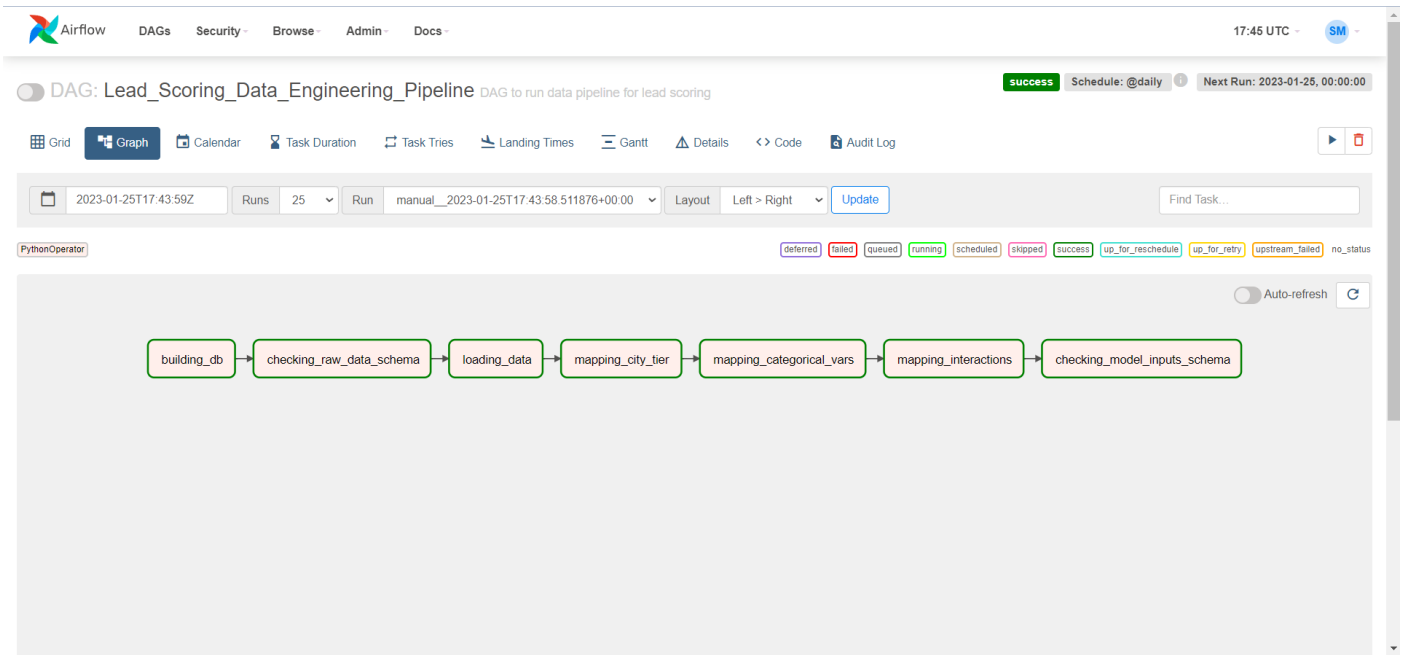 Airflow DAGs Security Browse Admin Docs 17:45 UTC SM
DAG: Lead_Scoring_Data_Engineering_Pipeline DAG to run data pipeline for lead scoring success Schedule: @daily i Next Run: 2023-01-25, 00:00:00
Grid Graph Calendar Task Duration Task Tries Landing Times Gantt Details <> Code Audit Log
2023-01-25T17:43:59Z Runs 25 Run manual__2023-01-25T17:43:58.511876+00:00 Layout Left > Right Update Find Task...
PythonOperator deferred failed queued running scheduled skipped success up_for_reschedule up_for_retry upstream_failed no_status
Auto-refresh
building_db checking_raw_data_schema loading_data mapping_city_tier mapping_categorical_vars mapping_interactions checking_model_inputs_schema